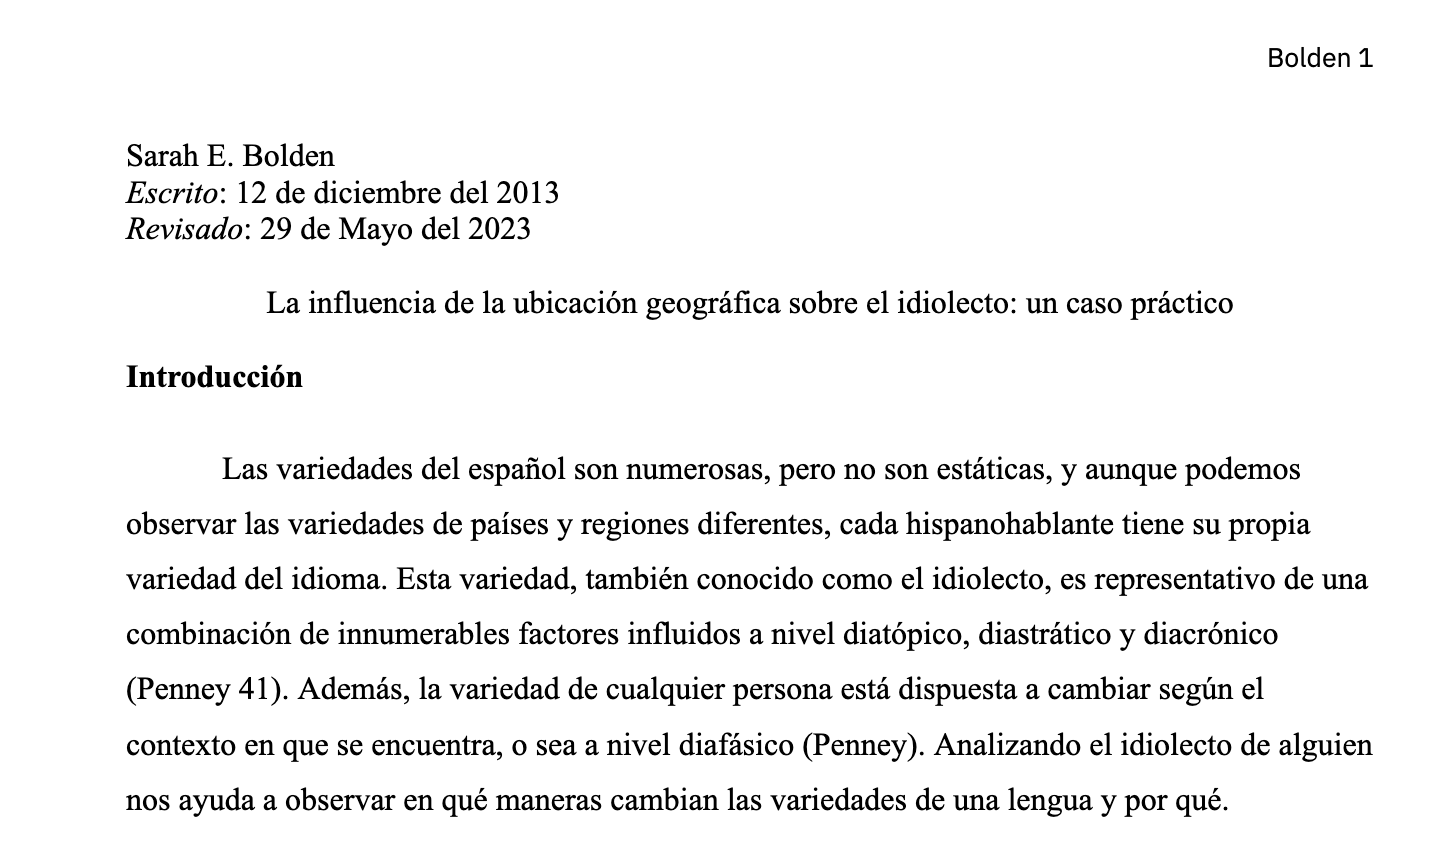 Bolden 1
Sarah E. Bolden
Escrito: 12 de diciembre del 2013
Revisado: 29 de Mayo del 2023
La influencia de la ubicación geográfica sobre el idiolecto: un caso práctico
Introducción
Las variedades del español son numerosas, pero no son estáticas, y aunque podemos
observar las variedades de países y regiones diferentes, cada hispanohablante tiene su propia
variedad del idioma. Esta variedad, también conocido como el idiolecto, es representativo de una
combinación de innumerables factores influidos a nivel diatópico, diastrático y diacrónico
(Penney 41). Además, la variedad de cualquier persona está dispuesta a cambiar según el
contexto en que se encuentra, o sea a nivel diafásico (Penney). Analizando el idiolecto de alguien
nos ayuda a observar en qué maneras cambian las variedades de una lengua y por qué.